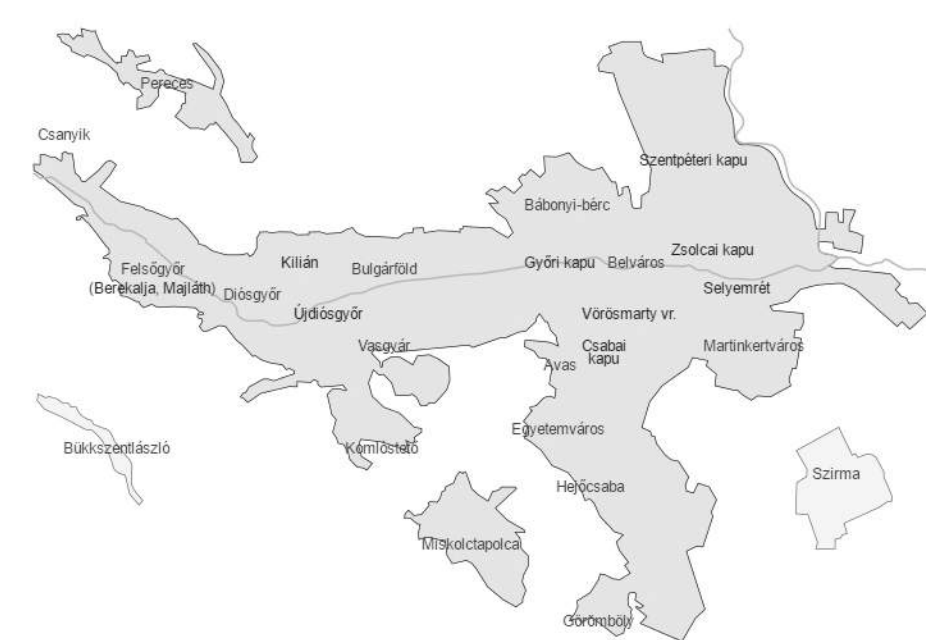 Pereces
Csanyik
Szentpéteri kapu
Bábonyi-bérc
Zsolcai kapu
Kilián
Győri kapu
Belváros
Felsőgyőr
Bulgárföld
(Berekalja, Majláth)
Diósgyőr
Selyemrét
Újdiósgyőr
Vörösmarty vr.
Vasgyár
Csabai
kapu
Martinkertváros
Avas
Egyetemváros
Bükkszentlászló
Komlóstető
Szirma
Hejőcsaba
Miskolctapolca
Görömböly